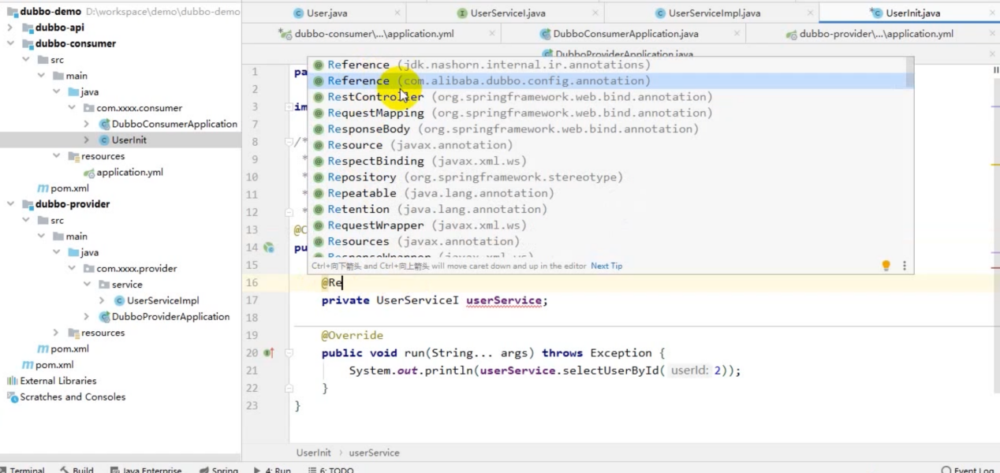 dubbo-demo D:\workspace\demo\dubbo-demo
dubbo-api
dubbo-consumer
src
main
java
com.xxxx.consumer
DubboConsumerApplication
UserInit
resources
application.yml
pom.xml
dubbo-provider
src
main
java
com.xxxx.provider
service
UserServiceImpl
DubboProviderApplication
resources
pom.xml
pom.xml
External Libraries
Scratches and Consoles
User.java
UserServiceI.java
UserServiceImpl.java
UserInit.java
dubbo-consumer\...\application.yml
DubboConsumerApplication.java
dubbo-provider\...\application.yml
DubboProviderApplication.java
1 pa
2
3 im
7
8 /*
9 *
10 *
11 *
12 *
13 @C
14 pu
15
Reference (jdk.nashorn.internal.ir.annotations)
Reference (com.alibaba.dubbo.config.annotation)
RestController (org.springframework.web.bind.annotation)
RequestMapping (org.springframework.web.bind.annotation)
ResponseBody (org.springframework.web.bind.annotation)
Resource (javax.annotation)
RespectBinding (javax.xml.ws)
Repository (org.springframework.stereotype)
Repeatable (java.lang.annotation)
Retention (java.lang.annotation)
RequestWrapper (javax.xml.ws)
Resources (javax.annotation)
ResponseWrapper (javax.xml.ws)
Ctrl+向下箭头 and Ctrl+向上箭头 will move caret down and up in the editor Next Tip
16 @Re
17 private UserServiceI userService;
18
19 @Override
20 public void run(String... args) throws Exception {
21 System.out.println(userService.selectUserById( userId: 2));
22 }
23 }
UserInit › userService
Terminal Build Java Enterprise Spring 4: Run 6: TODO Event Log